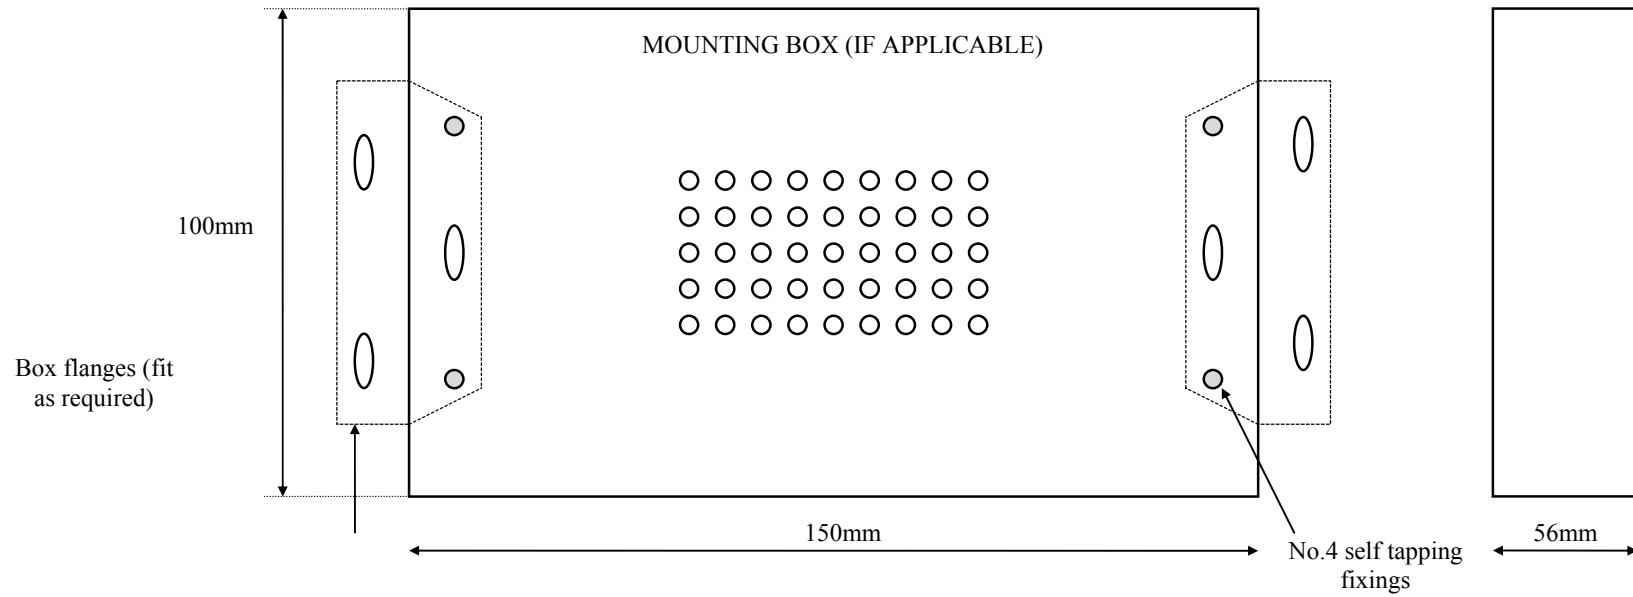 MOUNTING BOX (IF APPLICABLE)
100mm
Box flanges (fit
as required)
150mm
No.4 self tapping
fixings
56mm